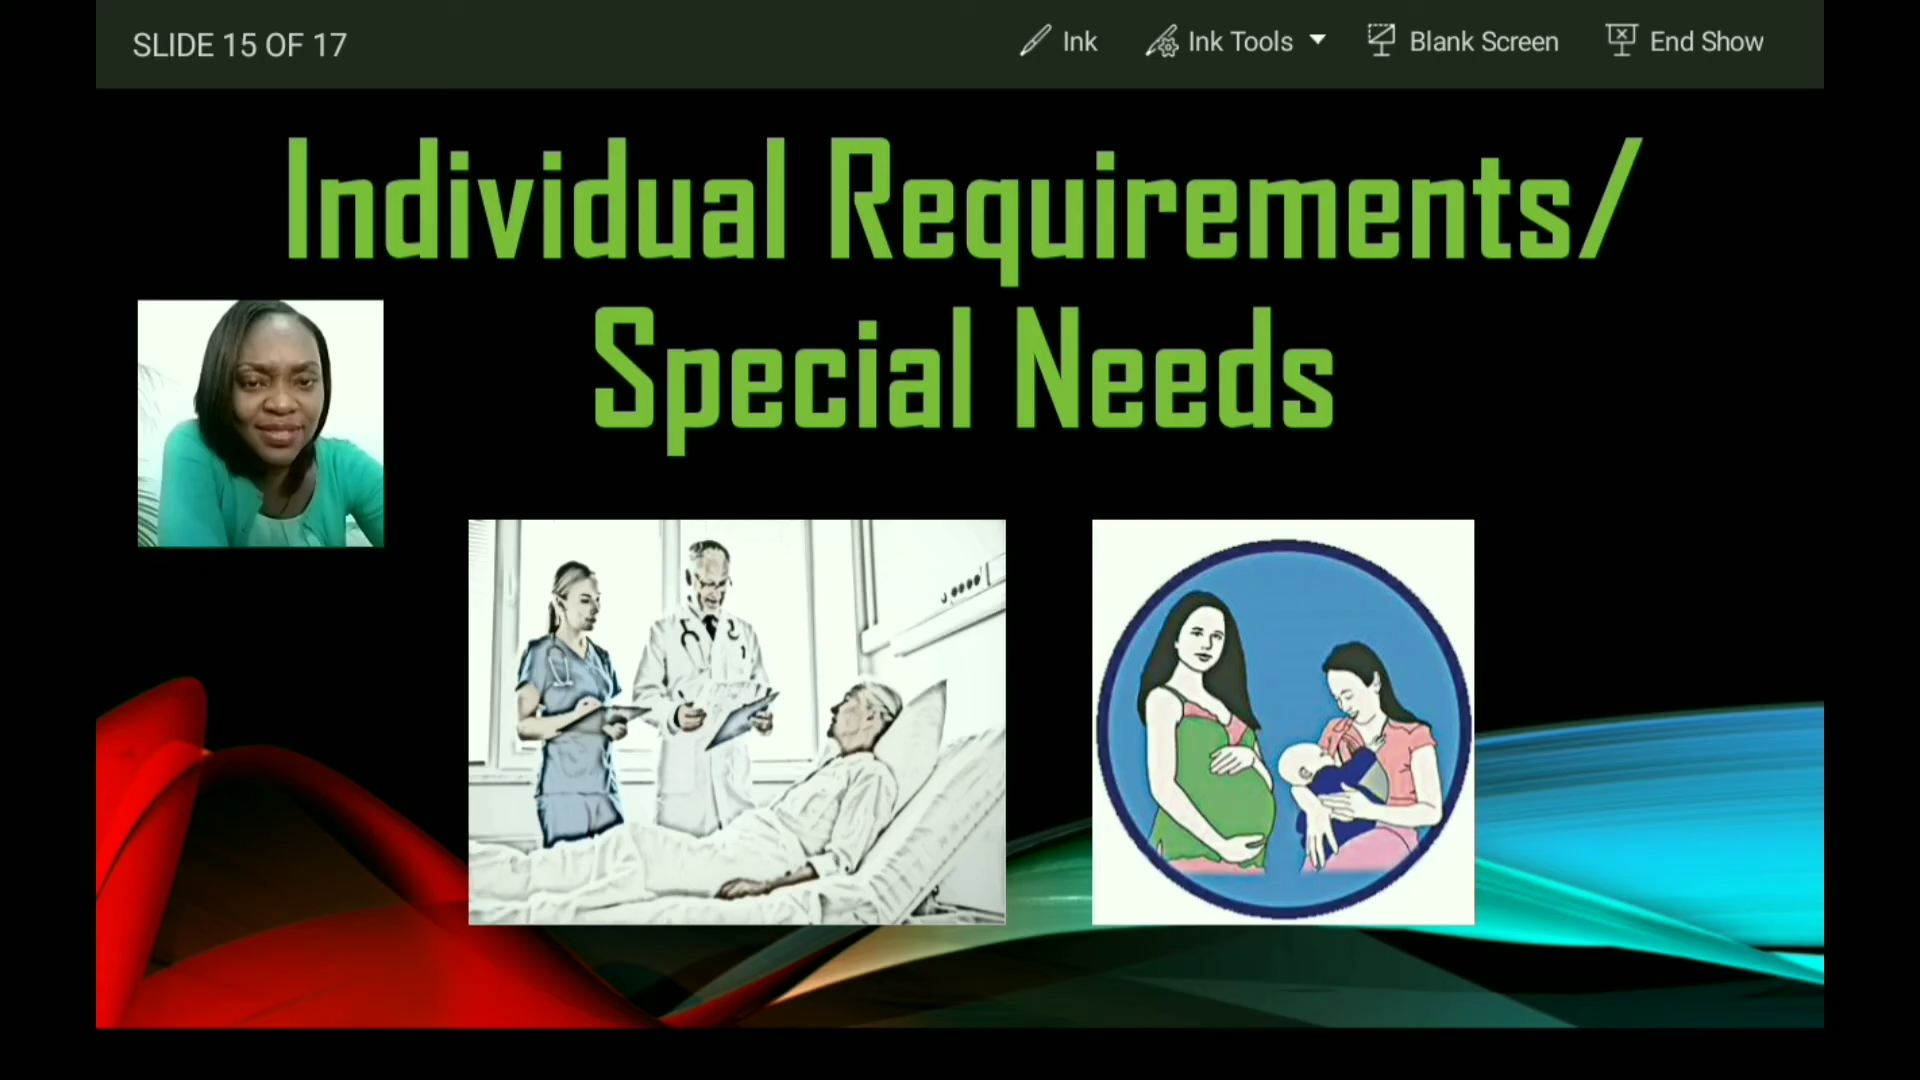 SLIDE 15 OF 17
Ink
Ink Tools
Blank Screen
End Show
Individual Requirements/
Special Needs